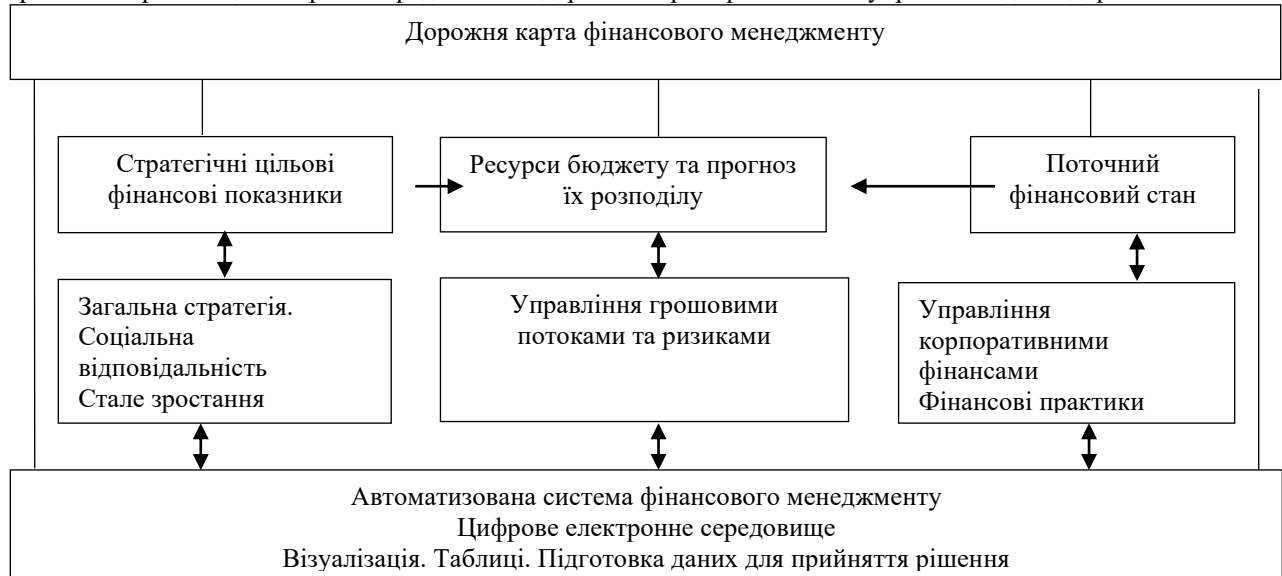 Дорожня карта фінансового менеджменту
Стратегічні цільові
фінансові показники
Ресурси бюджету та прогноз
їх розподілу
Поточний
фінансовий стан
Загальна стратегія.
Соціальна
відповідальність
Стале зростання
Управління грошовими
потоками та ризиками
Управління
корпоративними
фінансами
Фінансові практики
Автоматизована система фінансового менеджменту
Цифрове електронне середовище
Візуалізація. Таблиці. Підготовка даних для прийняття рішення